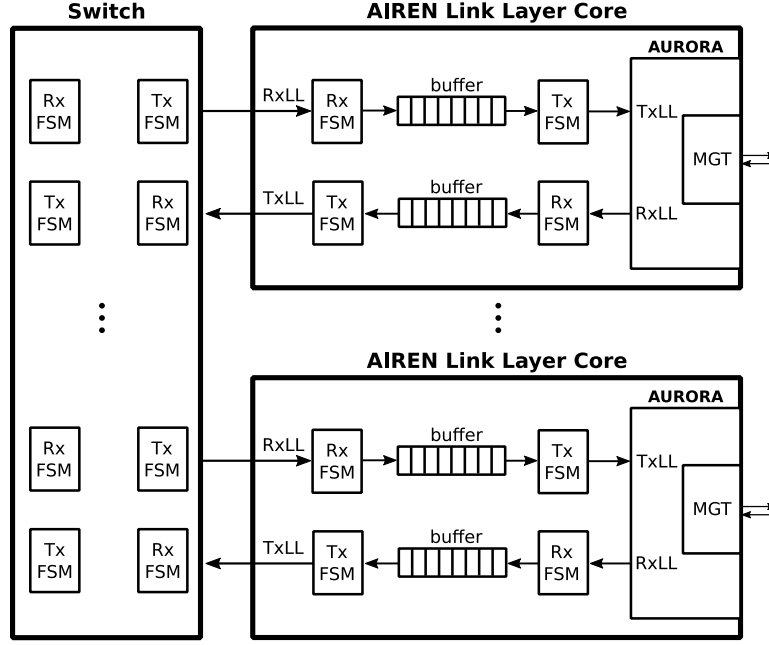 Switch
AIREN Link Layer Core
AURORA
Rx
FSM
Tx
FSM
RxLL
Rx
FSM
buffer
Tx
FSM
TxLL
MGT
Tx
FSM
Rx
FSM
TxLL
Tx
FSM
buffer
Rx
FSM
RxLL
AIREN Link Layer Core
AURORA
Rx
FSM
Tx
FSM
RxLL
Rx
FSM
buffer
Tx
FSM
TxLL
MGT
Tx
FSM
Rx
FSM
TxLL
Tx
FSM
buffer
Rx
FSM
RxLL